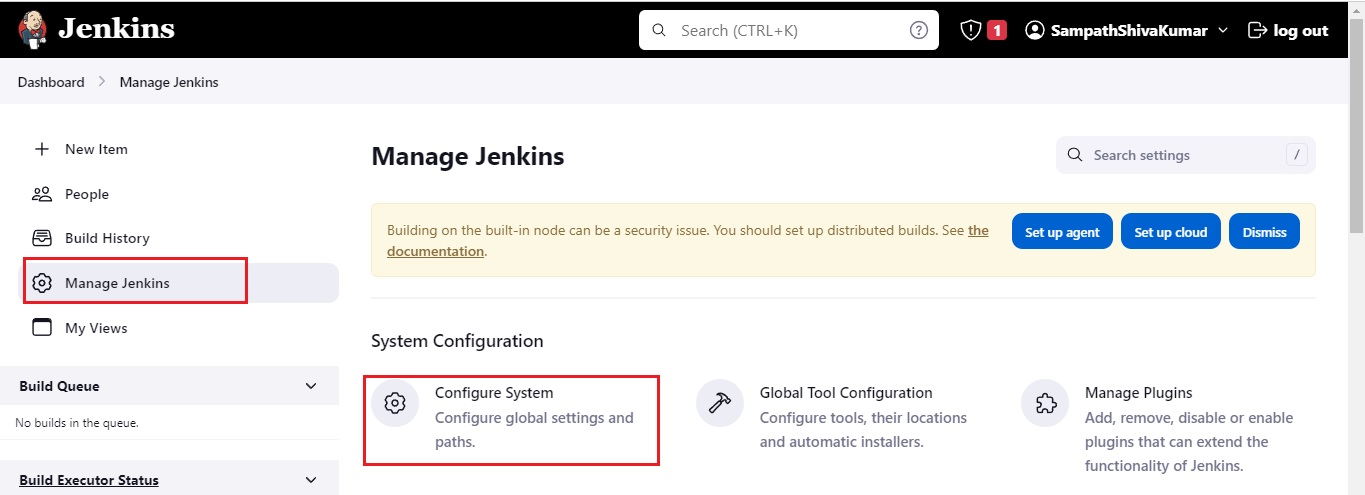 Jenkins
Search (CTRL+K)
?
1
SampathShivaKumar
log out
Dashboard
Manage Jenkins
New Item
People
Build History
Manage Jenkins
My Views
Build Queue
No builds in the queue.
Build Executor Status
Manage Jenkins
Search settings
/
Building on the built-in node can be a security issue. You should set up distributed builds. See the
documentation.
Set up agent
Set up cloud
Dismiss
System Configuration
Configure System
Configure global settings and
paths.
Global Tool Configuration
Configure tools, their locations
and automatic installers.
Manage Plugins
Add, remove, disable or enable
plugins that can extend the
functionality of Jenkins.